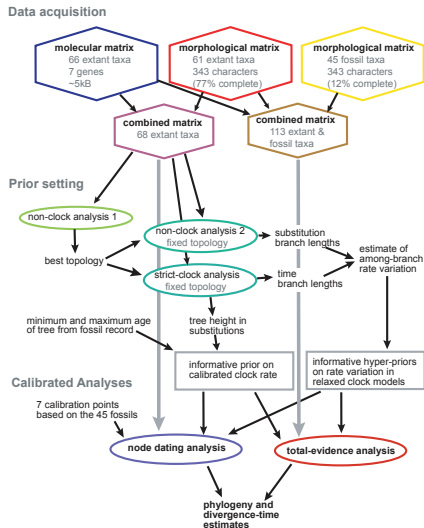 Data acquisition
molecular matrix
66 extant taxa
7 genes
~5kB
morphological matrix
61 extant taxa
343 characters
(77% complete)
morphological matrix
45 fossil taxa
343 characters
(12% complete)
combined matrix
68 extant taxa
combined matrix
113 extant &
fossil taxa
Prior setting
non-clock analysis 1
non-clock analysis 2
fixed topology
substitution
branch lengths
best topology
strict-clock analysis
fixed topology
time
branch lengths
estimate of
among-branch
rate variation
minimum and maximum age
of tree from fossil record
tree height in
substitutions
informative prior on
calibrated clock rate
informative hyper-priors
on rate variation in
relaxed clock models
Calibrated Analyses
7 calibration points
based on the 45 fossils
node dating analysis
total-evidence analysis
phylogeny and
divergence-time
estimates